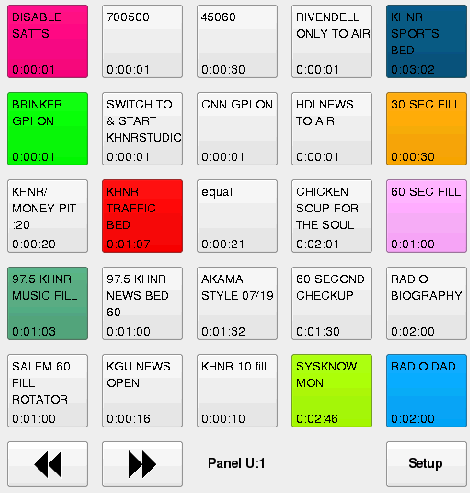 DISABLE
SATTS
0:00:01
700500
0:00:01
45060
0:00:30
RIVENDELL
ONLY TO AIR
0:00:01
KHNR
SPORTS
BED
0:03:02
BRINKER
GPI ON
0:00:01
SWITCH TO
& START
KHNRSTUDIC
0:00:01
CNN GPI ON
0:00:01
HDLNEWS
TO AIR
0:00:01
30 SEC FILL
0:00:30
KHNR/
MONEY PIT
:20
0:00:20
KHNR
TRAFFIC
BED
0:01:07
equal
0:00:21
CHICKEN
SOUP FOR
THE SOUL
0:02:01
60 SEC FILL
0:01:00
97.5 KHNR
MUSIC FILL
0:01:03
97.5 KHNR
NEWS BED
60
0:01:00
AKAMA
STYLE 07/19
0:01:32
60 SECOND
CHECKUP
0:01:30
RADIO
BIOGRAPHY
0:02:00
SALEM 60
FILL
ROTATOR
0:01:00
KGU NEWS
OPEN
0:00:16
KHNR 10 fill
0:00:10
SYSKNOW
MON
0:02:46
RADIO DAD
0:02:00
Panel U:1
Setup